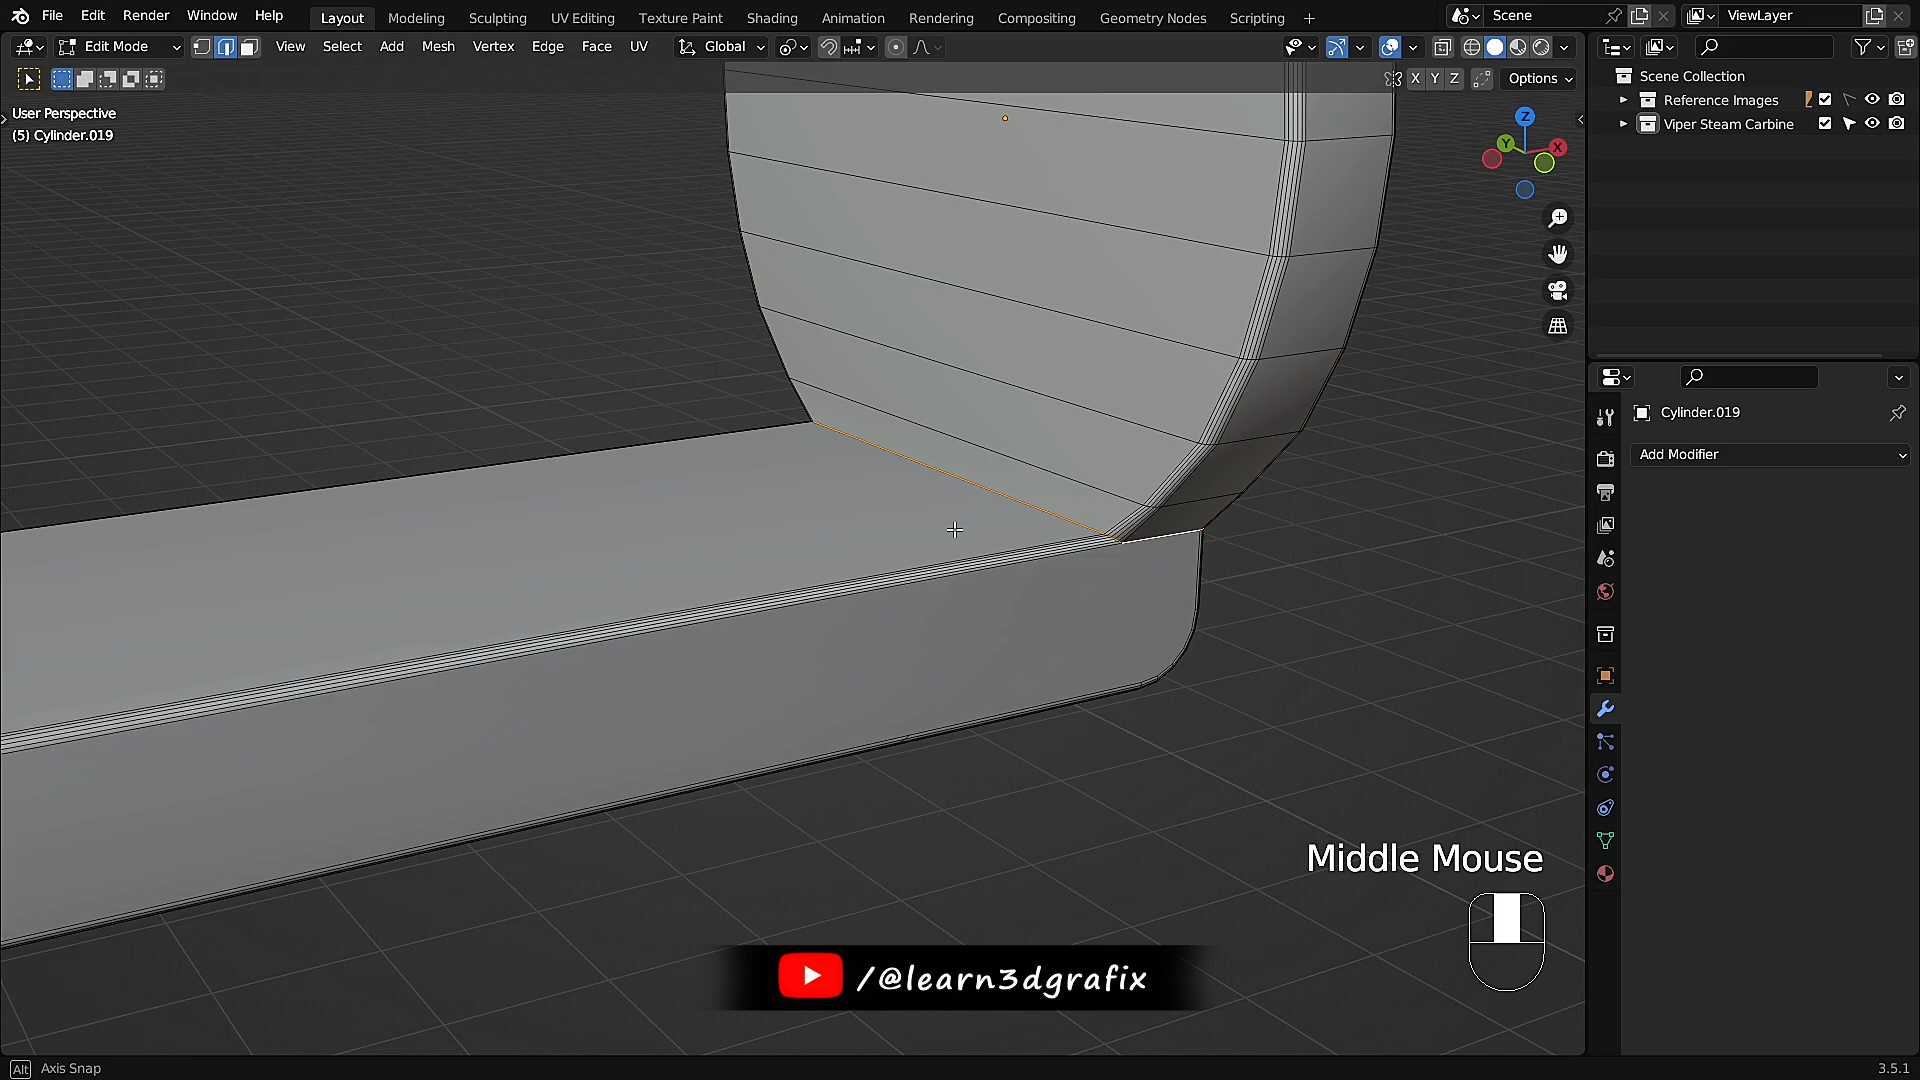 File Edit Render Window Help Layout Modeling Sculpting UV Editing Texture Paint Shading Animation Rendering Compositing Geometry Nodes Scripting + Scene ViewLayer
Edit Mode View Select Add Mesh Vertex Edge Face UV Global
X Y Z Options
User Perspective
(5) Cylinder.019
Z
Y
X
Scene Collection
Reference Images
Viper Steam Carbine
Cylinder.019
Add Modifier
Middle Mouse
/@learn3dgrafix
Alt Axis Snap
3.5.1